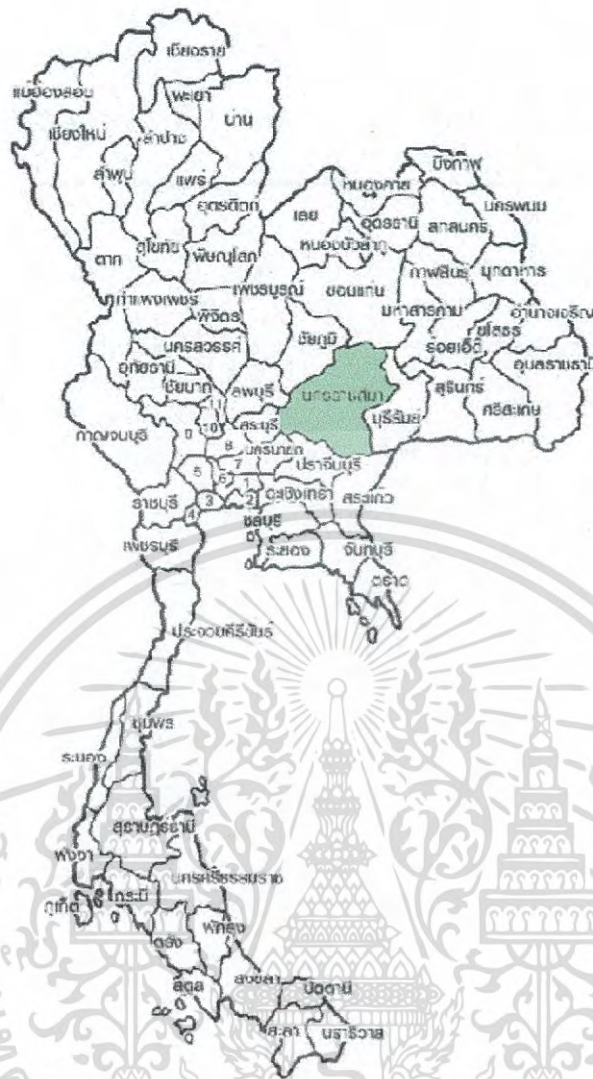 เชียงราย
แม่ฮ่องสอน
พะเยา
เชียงใหม่
น่าน
ลำปาง
ลำพูน
แพร่
อุตรดิตถ์
บึงกาฬ
หนองคาย
เลย
อุดรธานี
นครพนม
สกลนคร
หนองบัวลำภู
ตาก
สุโขทัย
พิษณุโลก
กาฬสินธุ์
มุกดาหาร
กำแพงเพชร
เพชรบูรณ์
ขอนแก่น
พิจิตร
มหาสารคาม
อำนาจเจริญ
ยโสธร
ร้อยเอ็ด
ชัยภูมิ
นครสวรรค์
อุทัยธานี
ชัยนาท
ลพบุรี
นครราชสีมา
สุรินทร์
อุบลราชธานี
บุรีรัมย์
ศรีสะเกษ
11
10
สระบุรี
กาญจนบุรี
8
นครนายก
ปราจีนบุรี
5
7
6
1
ฉะเชิงเทรา
สระแก้ว
ราชบุรี
3
2
4
ชลบุรี
เพชรบุรี
ระยอง
จันทบุรี
ตราด
ประจวบคีรีขันธ์
ชุมพร
สุราษฎร์ธานี
พังงา
นครศรีธรรมราช
ภูเก็ต
กระบี่
ตรัง
พัทลุง
สตูล
สงขลา
ปัตตานี
นราธิวาส